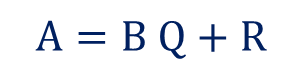 A = B Q + R